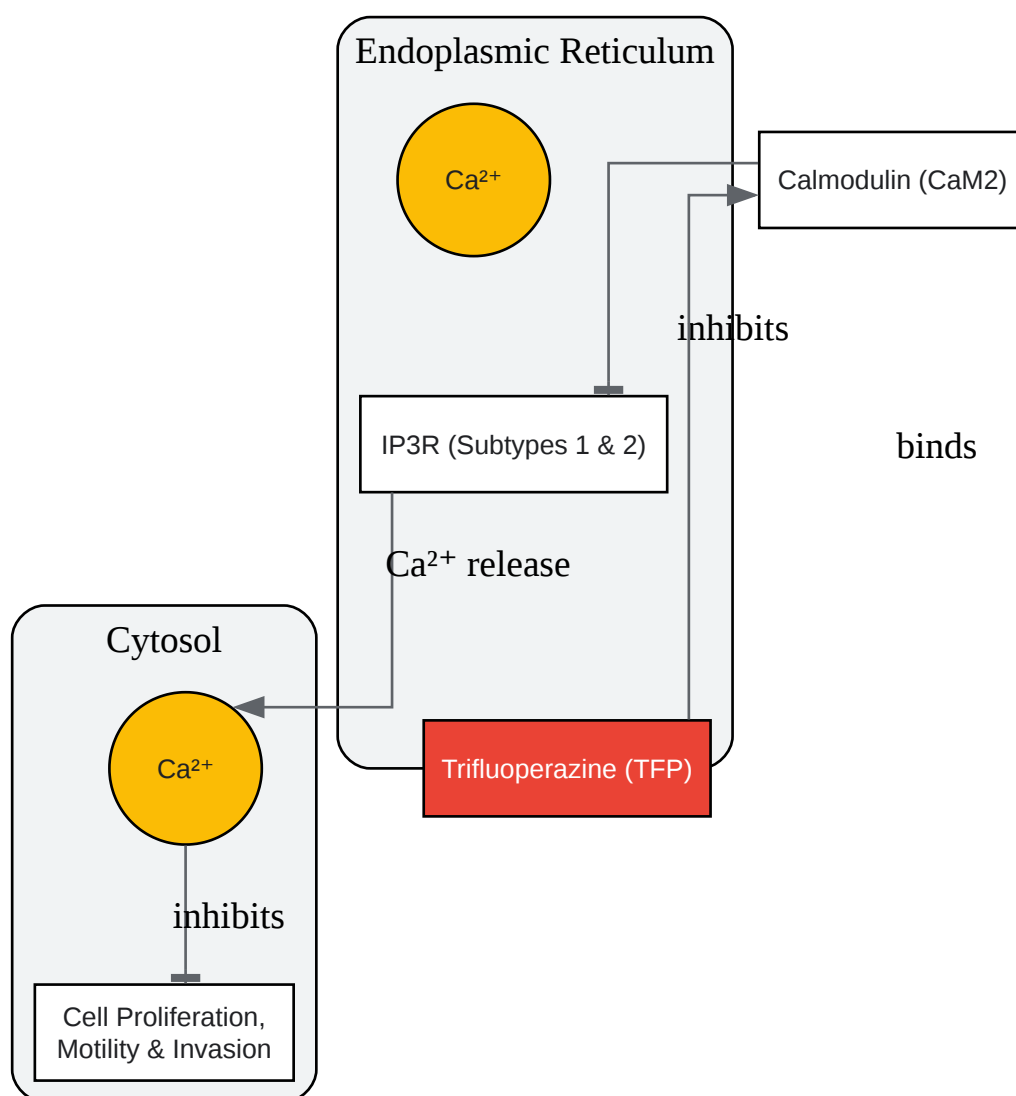 Endoplasmic Reticulum
Ca²⁺
Calmodulin (CaM2)
inhibits
IP3R (Subtypes 1 & 2)
binds
Ca²⁺ release
Cytosol
Ca²⁺
Trifluoperazine (TFP)
inhibits
Cell Proliferation,
Motility & Invasion